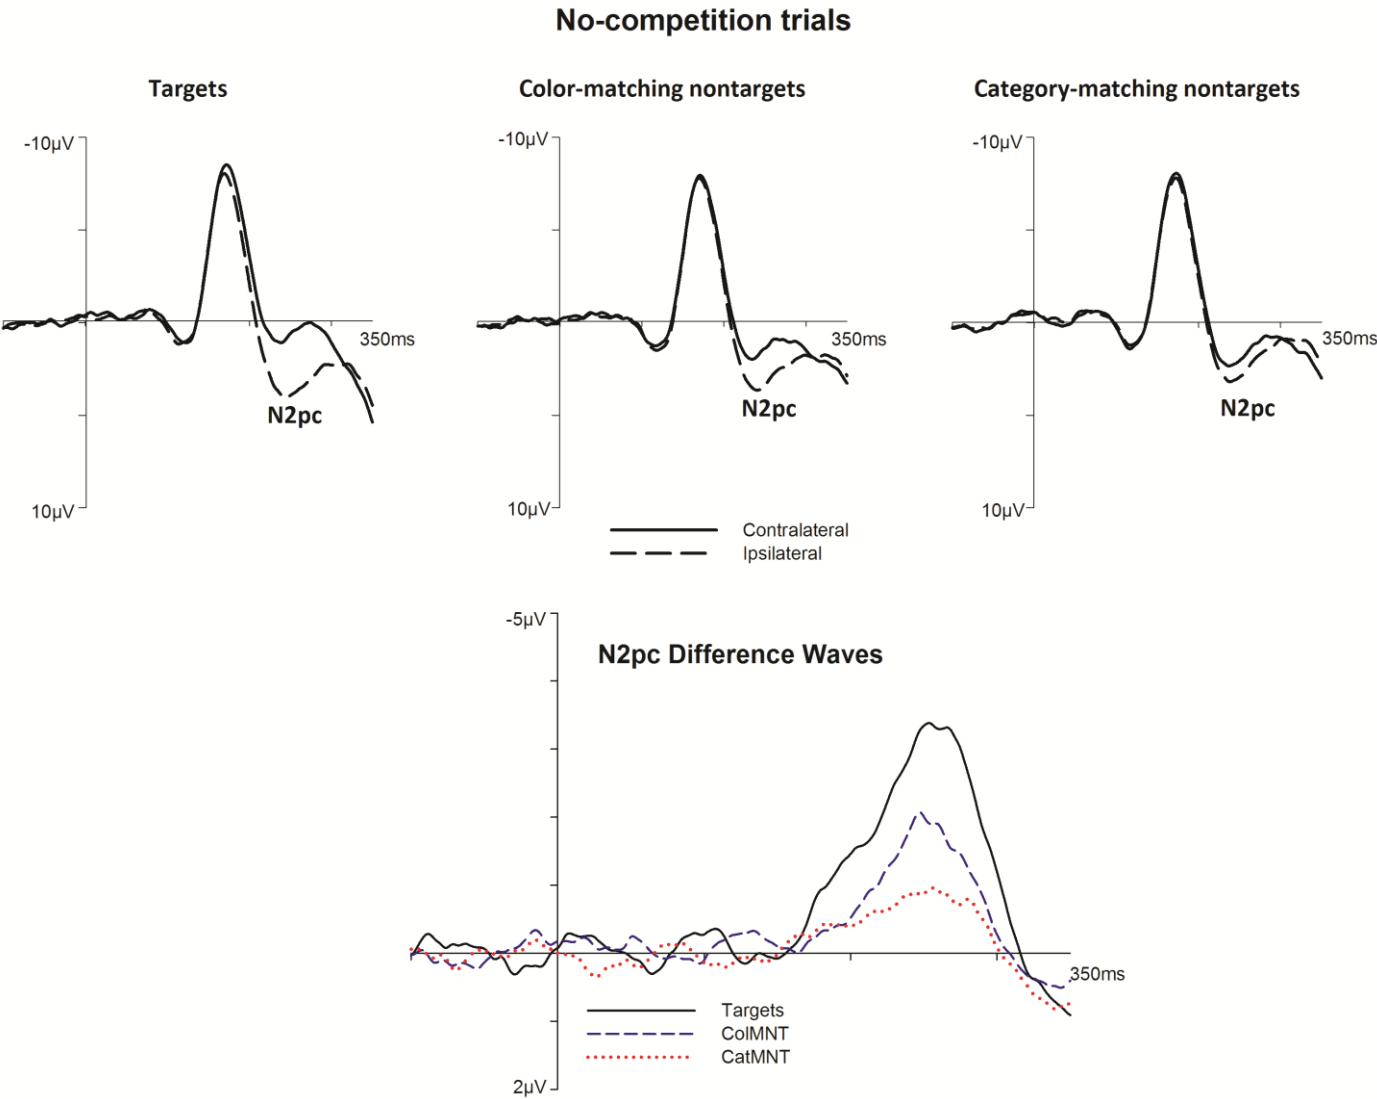 No-competition trials
Targets
Color-matching nontargets
Category-matching nontargets
-10µV
-10µV
-10µV
350ms
350ms
350ms
N2pc
N2pc
N2pc
10µV
10µV
10µV
Contralateral
Ipsilateral
-5µV
N2pc Difference Waves
350ms
Targets
ColMNT
CatMNT
2µV